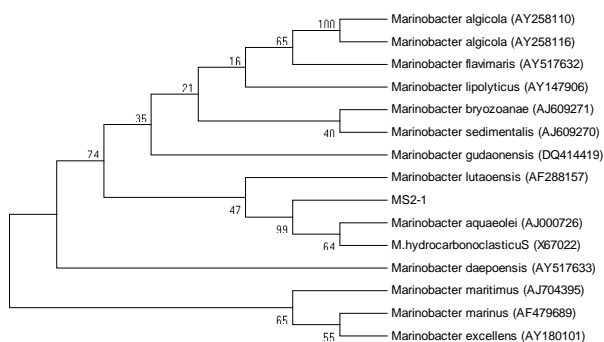 Marinobacter algicola (AY258110)
100
Marinobacter algicola (AY258116)
65
Marinobacter flavimaris (AY517632)
16
Marinobacter lipolyticus (AY147906)
21
Marinobacter bryozoanae (AJ609271)
40
Marinobacter sedimentalis (AJ609270)
35
Marinobacter gudaonensis (DQ414419)
74
Marinobacter lutaoensis (AF288157)
47
MS2-1
99
Marinobacter aquaeolei (AJ000726)
64
M.hydrocarbonoclasticuS (X67022)
Marinobacter daepoensis (AY517633)
Marinobacter maritimus (AJ704395)
65
Marinobacter marinus (AF479689)
55
Marinobacter excellens (AY180101)